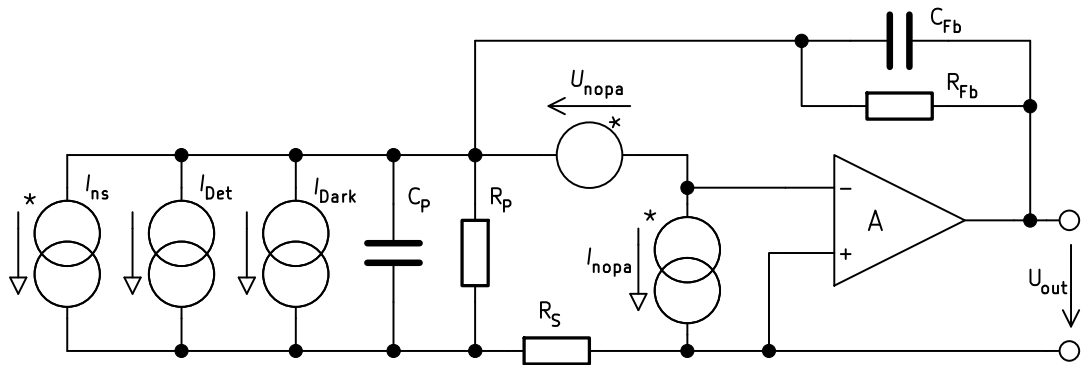 C_Fb
R_Fb
U_nopa
*
* I_ns
I_Det
I_Dark
C_P
R_P
* I_nopa
−
+
A
R_S
U_out